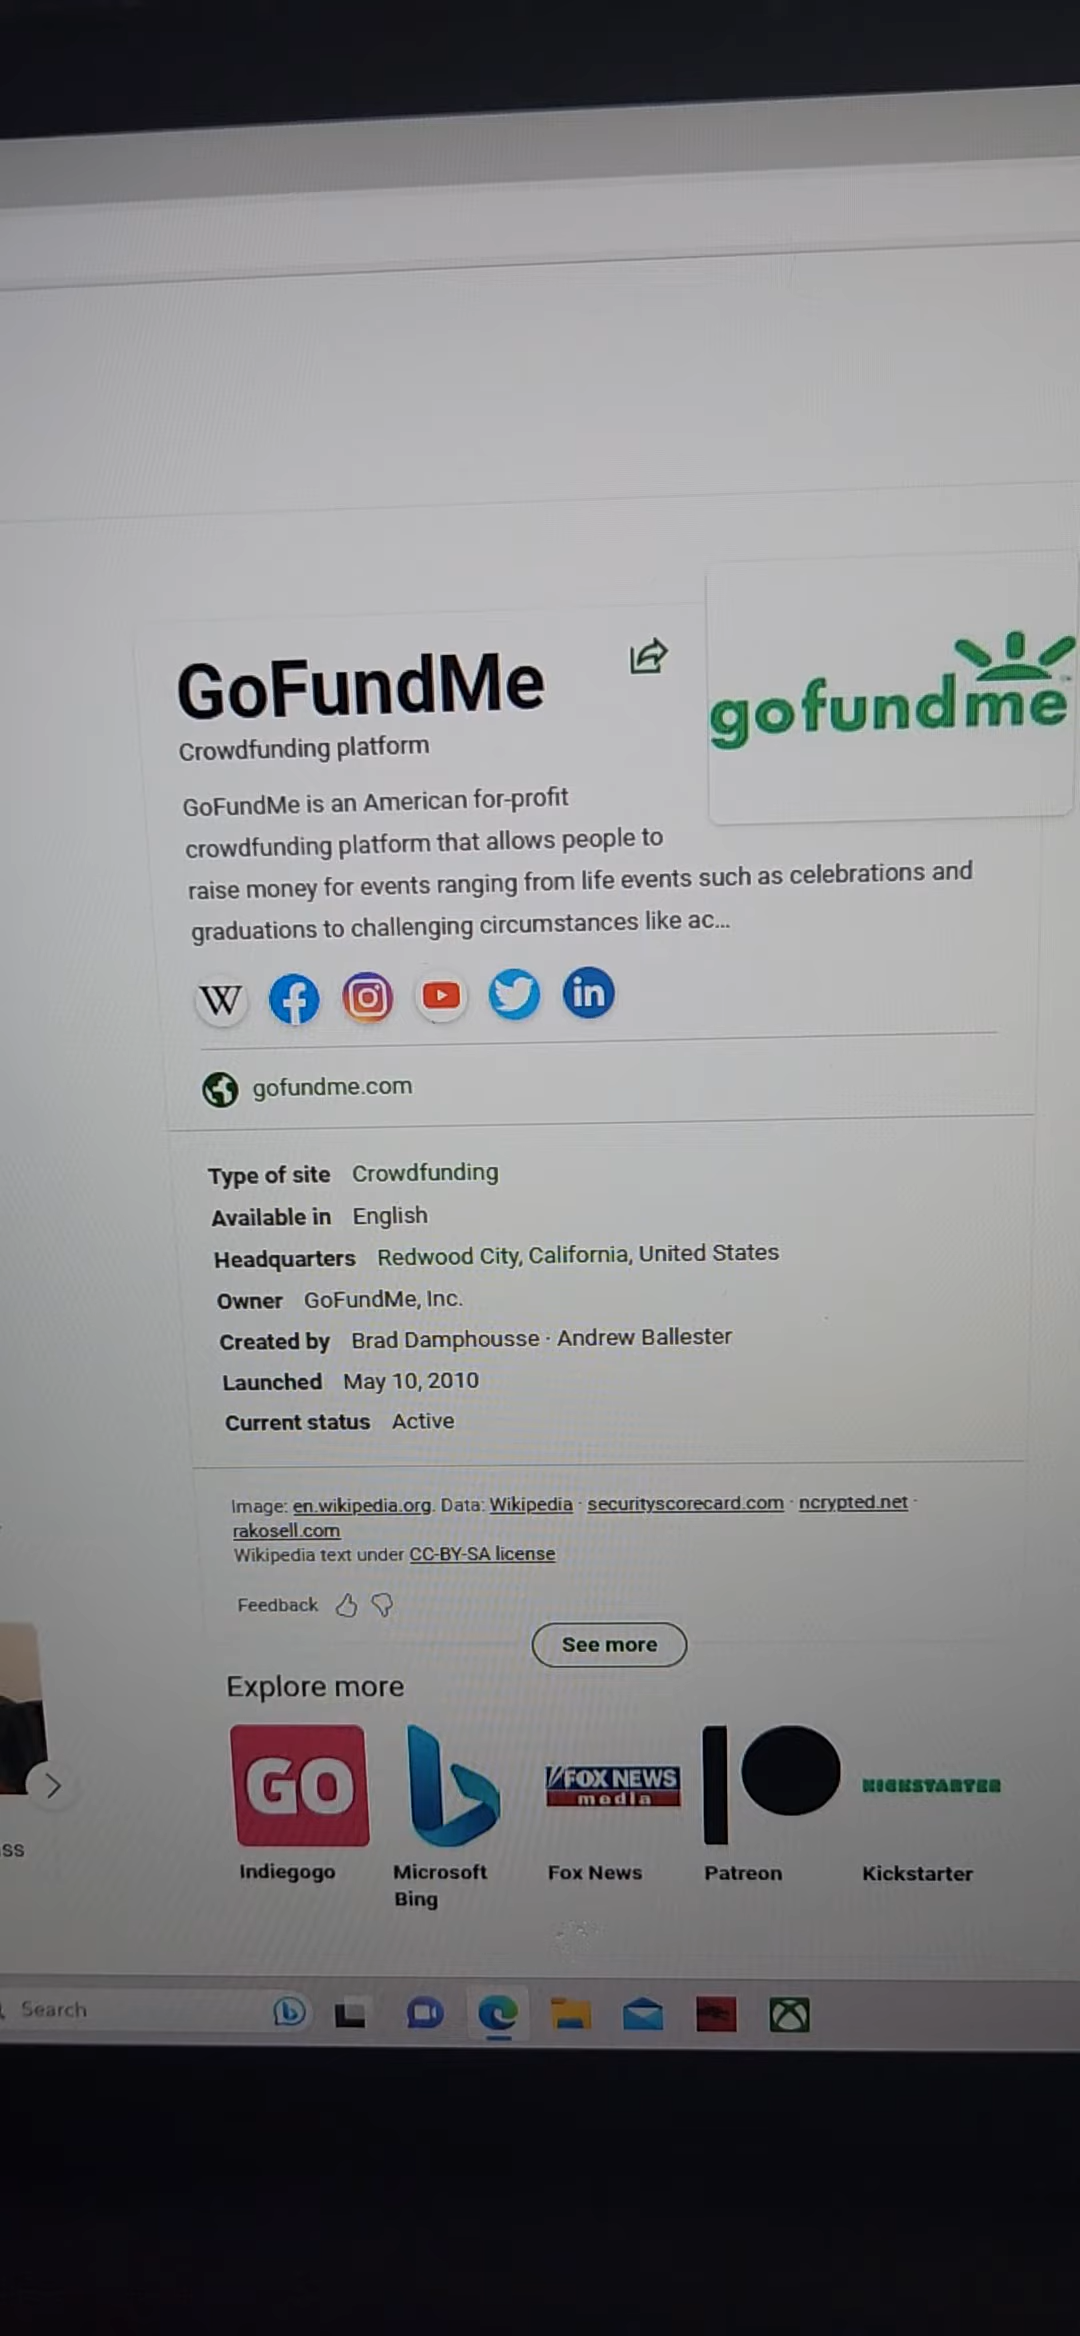 GoFundMe
gofundme
Crowdfunding platform
GoFundMe is an American for-profit
crowdfunding platform that allows people to
raise money for events ranging from life events such as celebrations and
graduations to challenging circumstances like ac...
W
in
gofundme.com
Type of site Crowdfunding
Available in English
Headquarters Redwood City, California, United States
Owner GoFundMe, Inc.
Created by Brad Damphousse · Andrew Ballester
Launched May 10, 2010
Current status Active
Image: en.wikipedia.org. Data: Wikipedia · securityscorecard.com · ncrypted.net ·
rakosell.com
Wikipedia text under CC-BY-SA license
Feedback
See more
Explore more
GO
FOX NEWS
media
KICKSTARTER
ss
Indiegogo
Microsoft
Bing
Fox News
Patreon
Kickstarter
Search